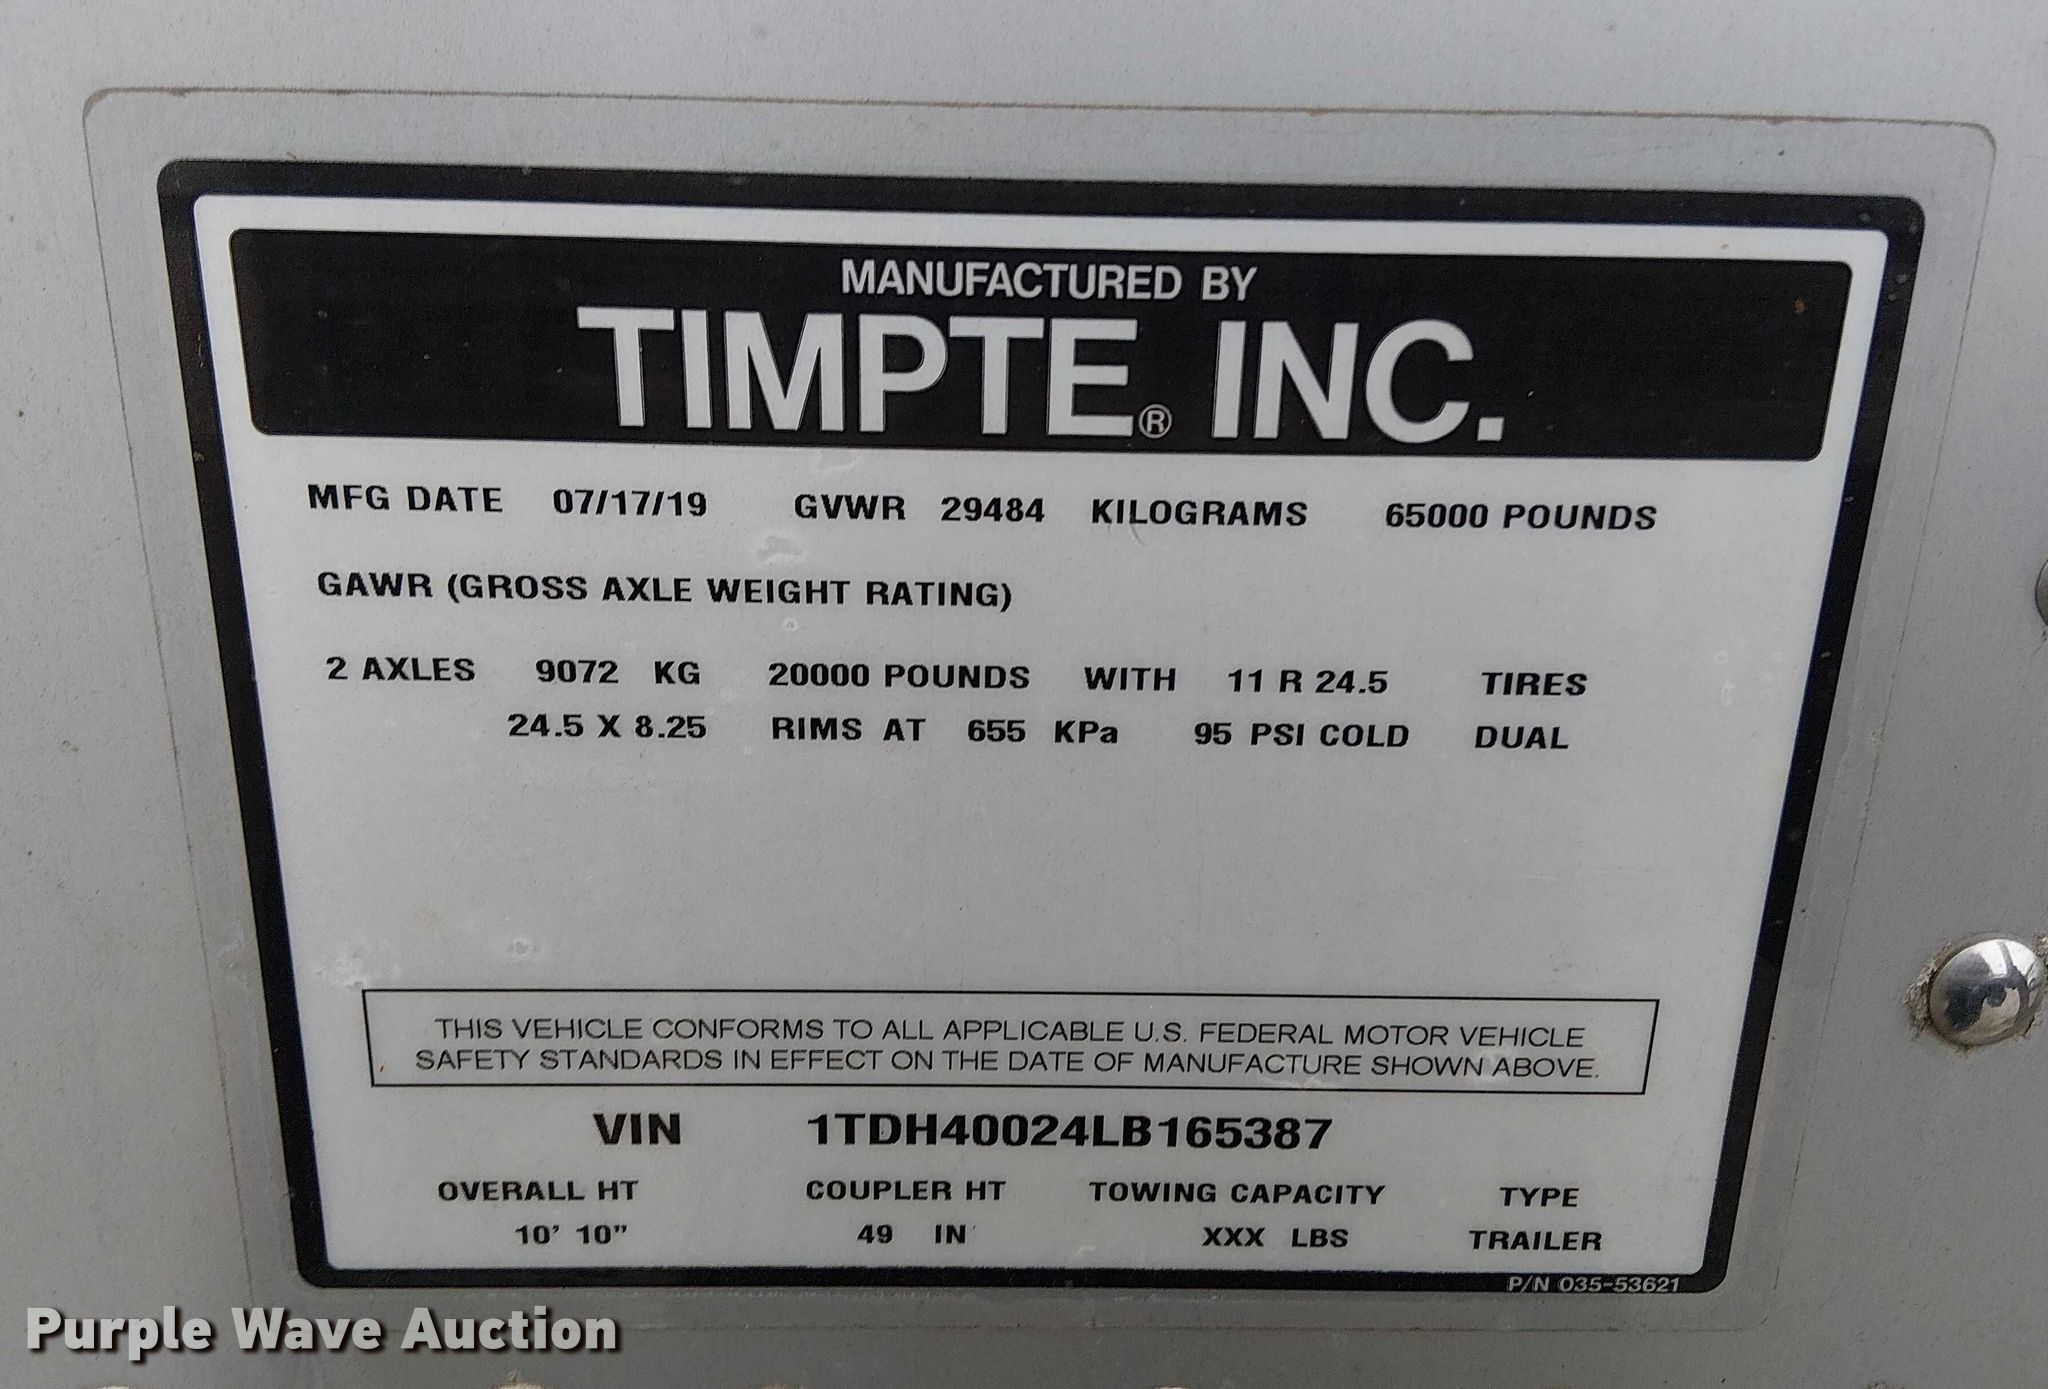 MANUFACTURED BY
TIMPTE® INC.
MFG DATE 07/17/19 GVWR 29484 KILOGRAMS 65000 POUNDS
GAWR (GROSS AXLE WEIGHT RATING)
2 AXLES 9072 KG 20000 POUNDS WITH 11 R 24.5 TIRES
24.5 X 8.25 RIMS AT 655 KPa 95 PSI COLD DUAL
THIS VEHICLE CONFORMS TO ALL APPLICABLE U.S. FEDERAL MOTOR VEHICLE
SAFETY STANDARDS IN EFFECT ON THE DATE OF MANUFACTURE SHOWN ABOVE.
VIN 1TDH40024LB165387
OVERALL HT COUPLER HT TOWING CAPACITY TYPE
10' 10" 49 IN XXX LBS TRAILER
P/N 035-53621
Purple Wave Auction